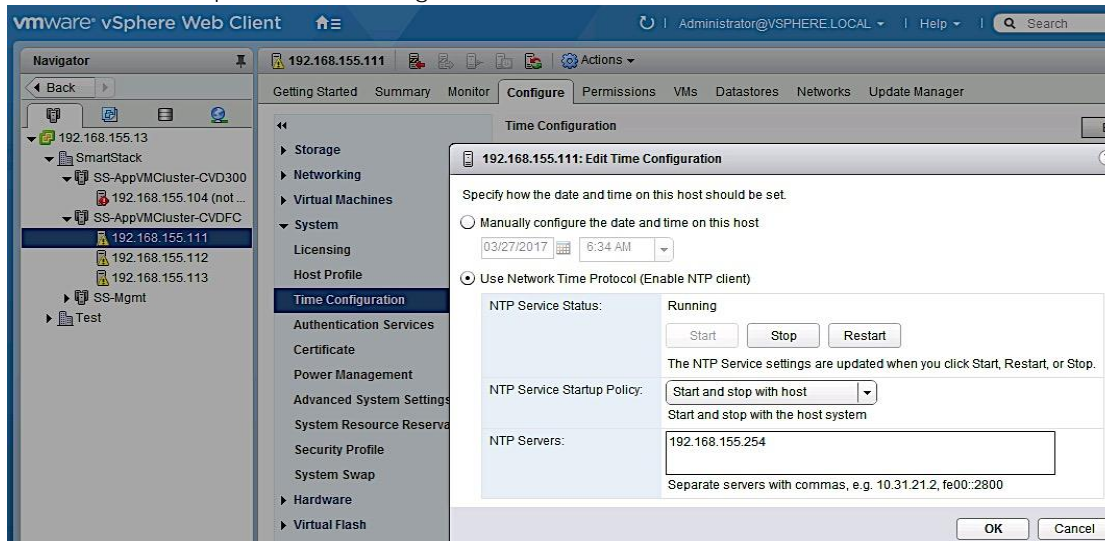 vmware® vSphere Web Client
Administrator@VSPHERE.LOCAL
Help
Search
Navigator
Back
192.168.155.13
SmartStack
SS-AppVMCluster-CVD300
192.168.155.104 (not ...
SS-AppVMCluster-CVDFC
192.168.155.111
192.168.155.112
192.168.155.113
SS-Mgmt
Test
192.168.155.111
Actions
Getting Started Summary Monitor Configure Permissions VMs Datastores Networks Update Manager
Storage
Networking
Virtual Machines
System
Licensing
Host Profile
Time Configuration
Authentication Services
Certificate
Power Management
Advanced System Settings
System Resource Reserva
Security Profile
System Swap
Hardware
Virtual Flash
Time Configuration
192.168.155.111: Edit Time Configuration
Specify how the date and time on this host should be set.
Manually configure the date and time on this host
03/27/2017 6:34 AM
Use Network Time Protocol (Enable NTP client)
NTP Service Status: Running
Start Stop Restart
The NTP Service settings are updated when you click Start, Restart, or Stop.
NTP Service Startup Policy: Start and stop with host
Start and stop with the host system
NTP Servers: 192.168.155.254
Separate servers with commas, e.g. 10.31.21.2, fe00::2800
OK Cancel